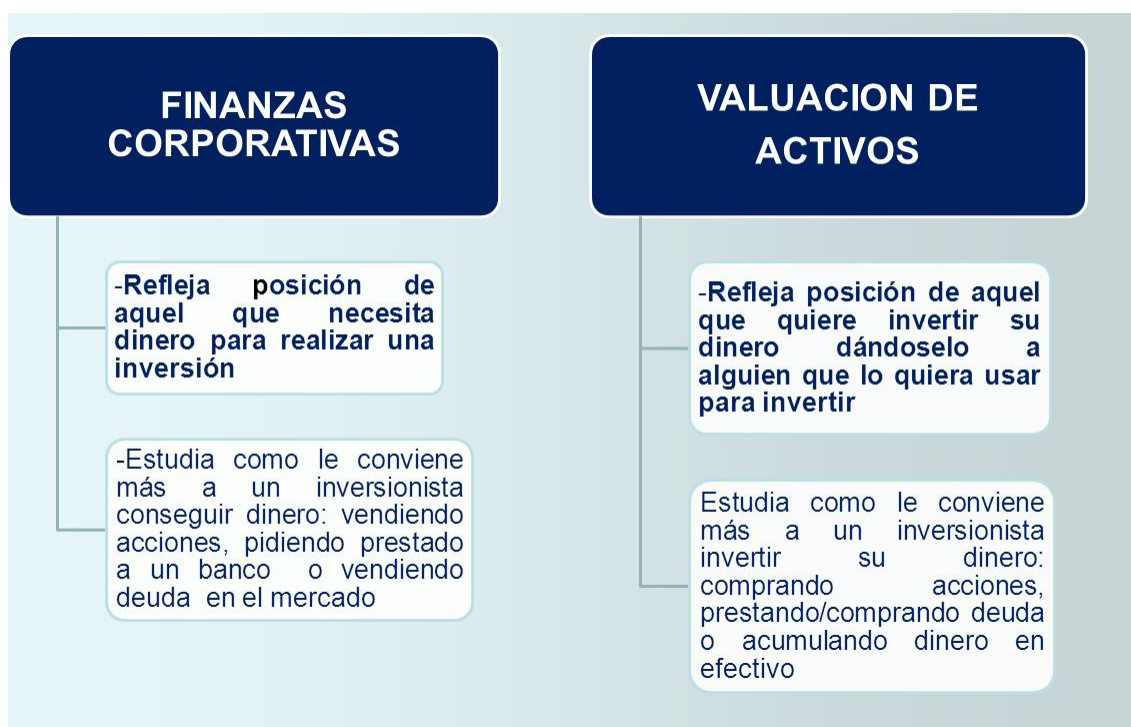 FINANZAS
CORPORATIVAS
-Refleja posición de
aquel que necesita
dinero para realizar una
inversión
-Estudia como le conviene
más a un inversionista
conseguir dinero: vendiendo
acciones, pidiendo prestado
a un banco o vendiendo
deuda en el mercado
VALUACION DE
ACTIVOS
-Refleja posición de aquel
que quiere invertir su
dinero dándoselo a
alguien que lo quiera usar
para invertir
Estudia como le conviene
más a un inversionista
invertir su dinero:
comprando acciones,
prestando/comprando deuda
o acumulando dinero en
efectivo